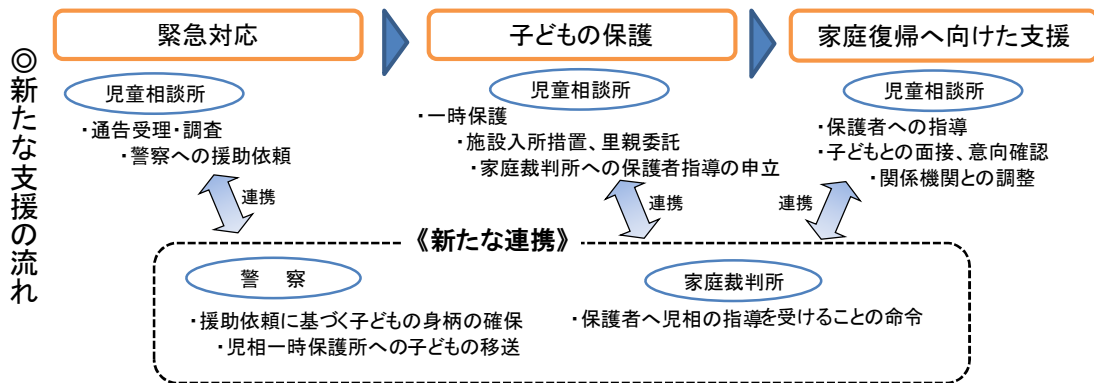 ◎新たな支援の流れ
緊急対応
子どもの保護
家庭復帰へ向けた支援
児童相談所
・通告受理・調査
・警察への援助依頼
連携
児童相談所
・一時保護
・施設入所措置、里親委託
・家庭裁判所への保護者指導の申立
連携
児童相談所
・保護者への指導
・子どもとの面接、意向確認
・関係機関との調整
連携
《新たな連携》
警　察
・援助依頼に基づく子どもの身柄の確保
・児相一時保護所への子どもの移送
家庭裁判所
・保護者へ児相の指導を受けることの命令